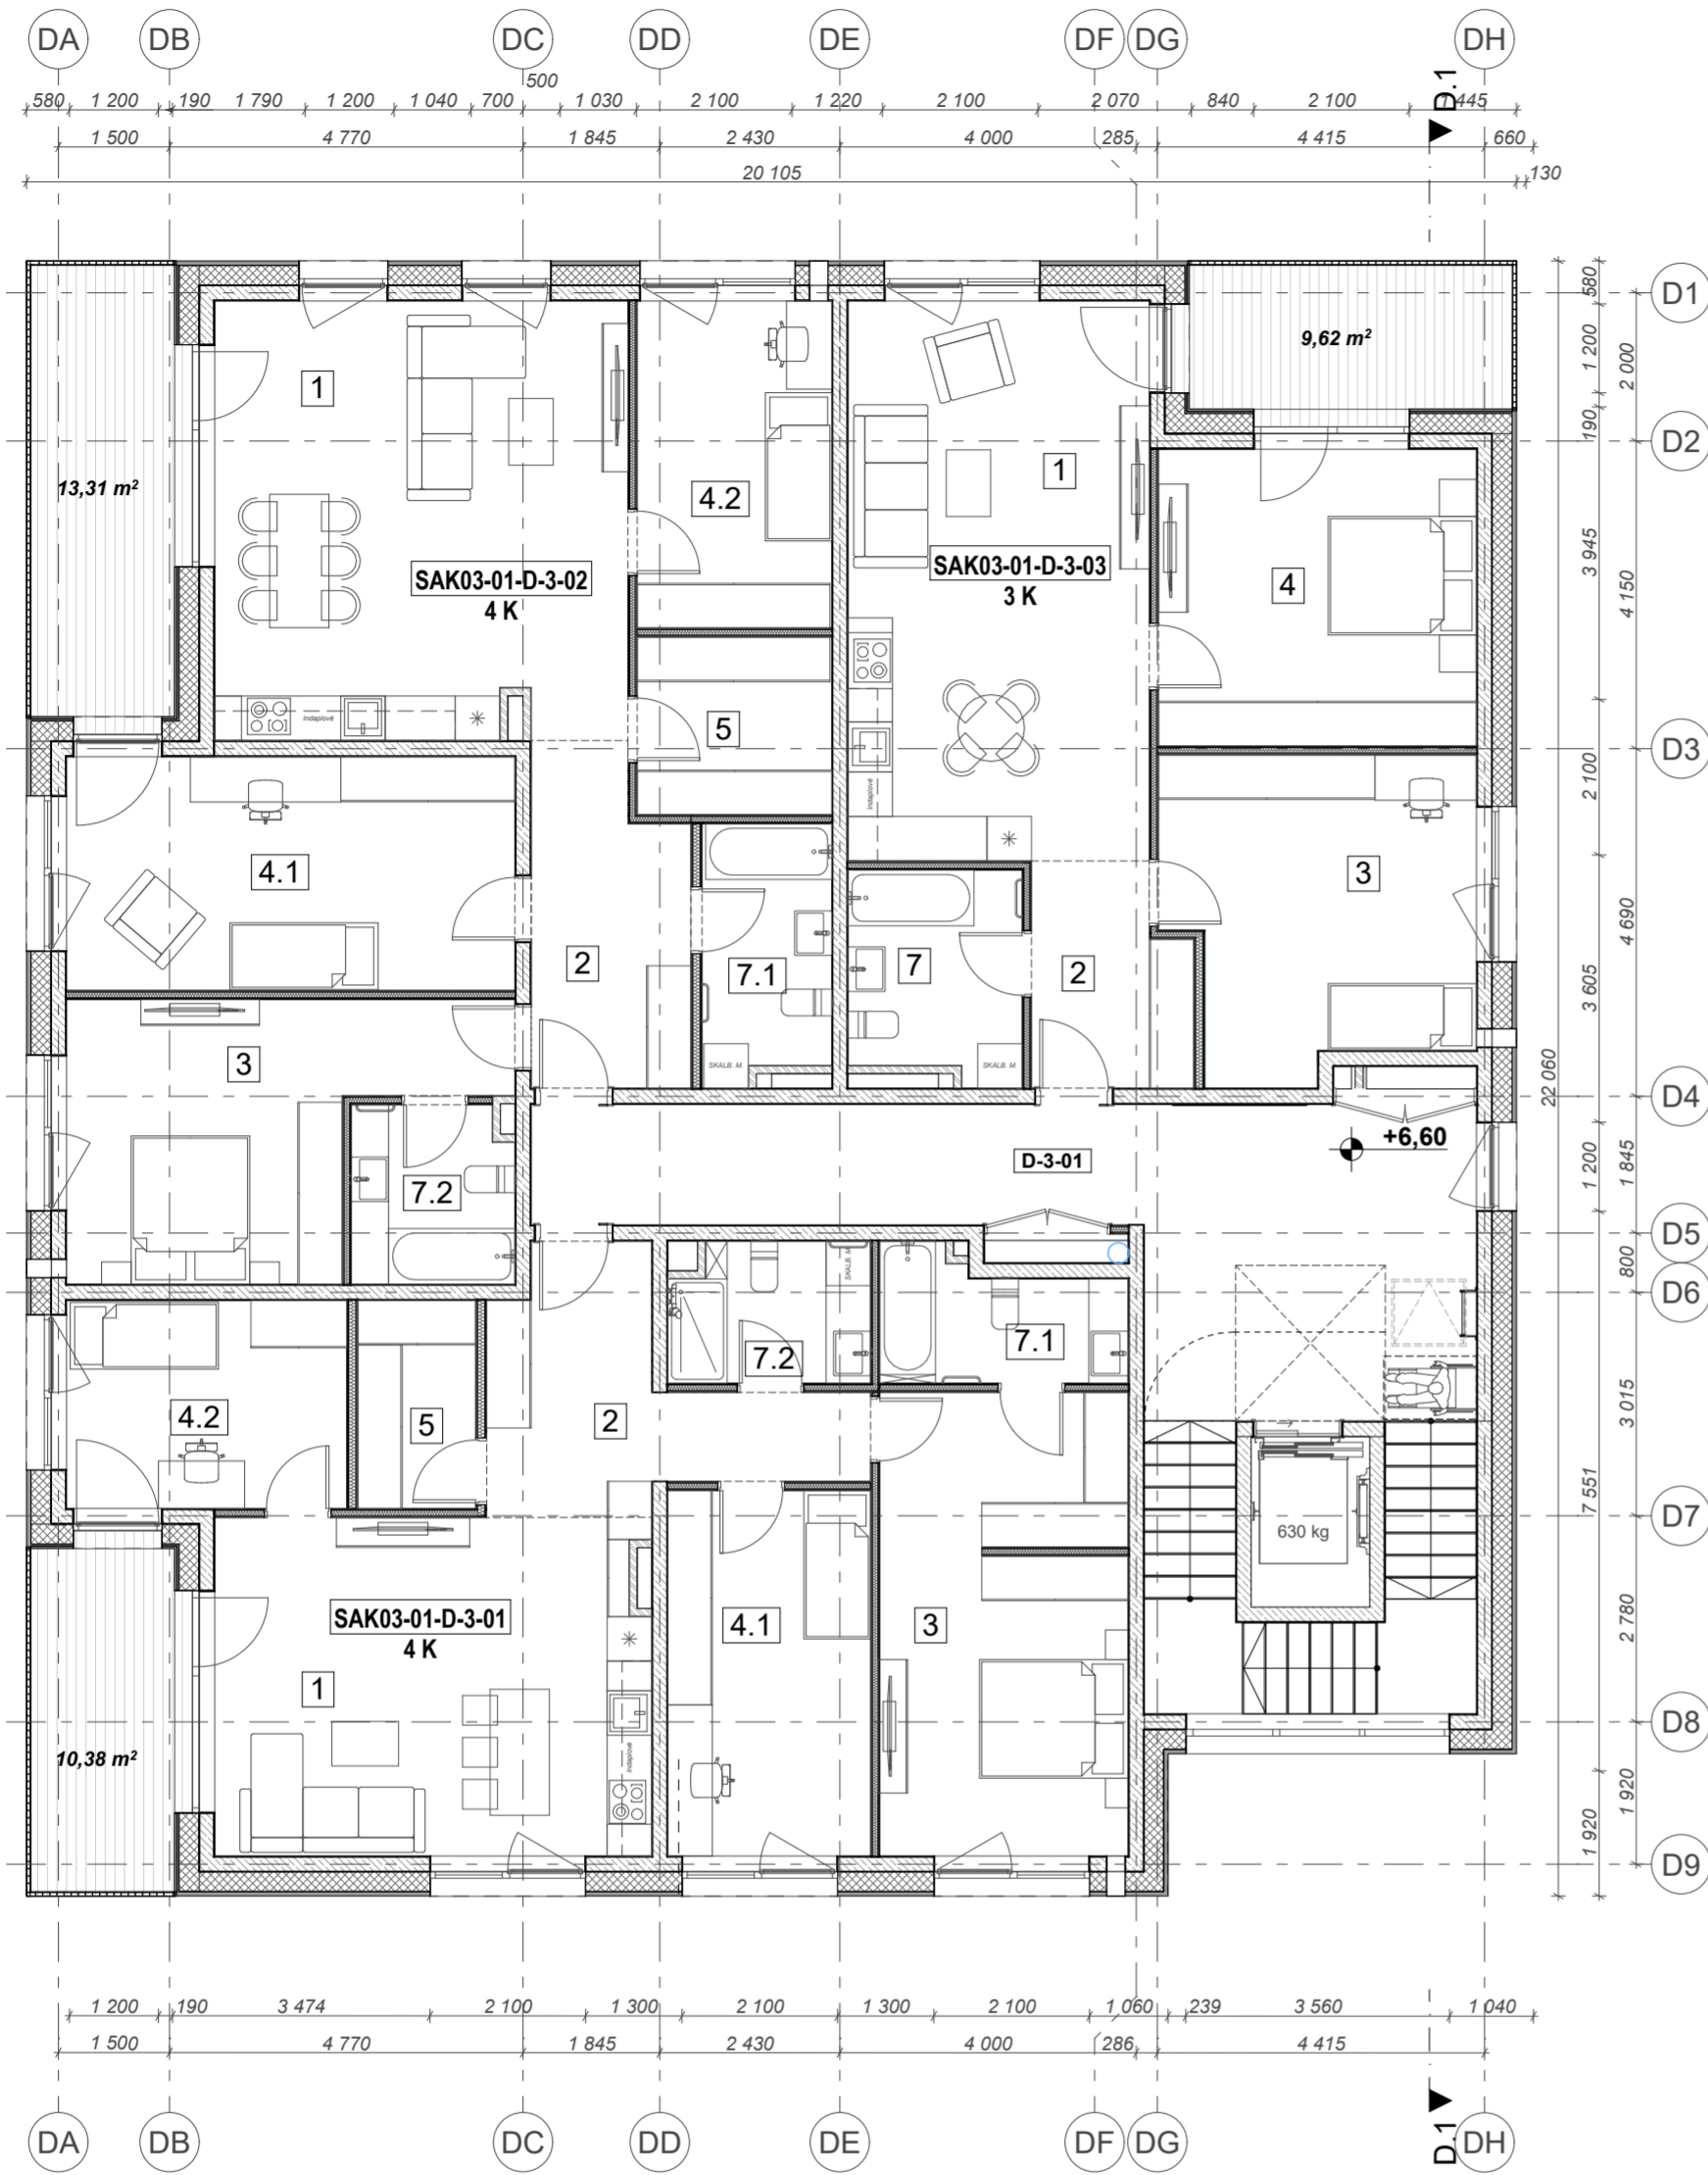 DA DB DC DD DE DF DG DH
D.1
500
580 1 200 190 1 790 1 200 1 040 700 1 030 2 100 1 220 2 100 2 070 840 2 100 1 445
1 500 4 770 1 845 2 430 4 000 285 4 415 660
20 105 130
D1
580
9,62 m²
1 200
2 000
1
190
D2
1
13,31 m²
4.2
3 945
SAK03-01-D-3-02
4 K
SAK03-01-D-3-03
3 K
4
4 150
Indaplovė
5
D3
Indaplovė
2 100
4.1
3
4 690
2
7.1
7
2
3 605
3
SKALB. M.
SKALB. M.
22 060
D4
+6,60
D-3-01
1 200
1 845
7.2
D5
SKALB. M.
800
D6
7.2
7.1
4.2
5
2
3 015
7 551
D7
630 kg
SAK03-01-D-3-01
4 K
4.1
3
2 780
1
Indaplovė
D8
10,38 m²
1 920
1 920
D9
1 200 190 3 474 2 100 1 300 2 100 1 300 2 100 1 060 239 3 560 1 040
1 500 4 770 1 845 2 430 4 000 286 4 415
D.1
DA DB DC DD DE DF DG DH